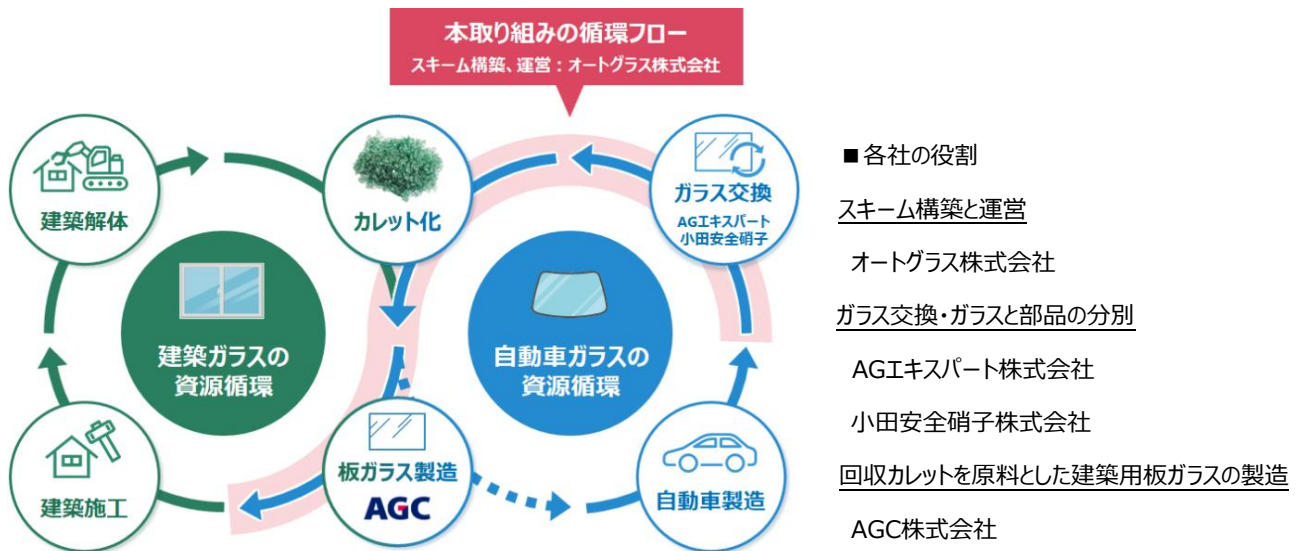 本取り組みの循環フロー
スキーム構築、運営：オートグラス株式会社
建築解体
カレット化
ガラス交換
AGエキスパート
小田安全硝子
建築ガラスの
資源循環
自動車ガラスの
資源循環
建築施工
板ガラス製造
AGC
自動車製造
■各社の役割
スキーム構築と運営
オートグラス株式会社
ガラス交換・ガラスと部品の分別
AGエキスパート株式会社
小田安全硝子株式会社
回収カレットを原料とした建築用板ガラスの製造
AGC株式会社